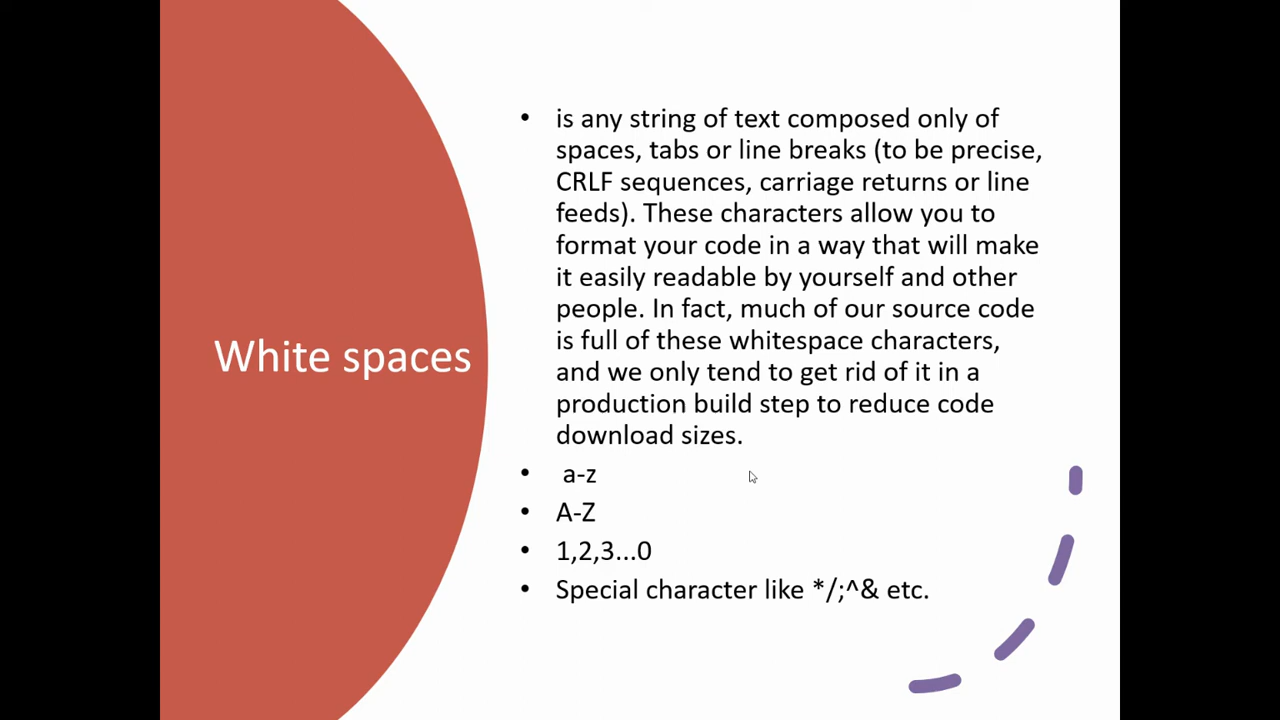 White spaces
is any string of text composed only of
spaces, tabs or line breaks (to be precise,
CRLF sequences, carriage returns or line
feeds). These characters allow you to
format your code in a way that will make
it easily readable by yourself and other
people. In fact, much of our source code
is full of these whitespace characters,
and we only tend to get rid of it in a
production build step to reduce code
download sizes.
a-z
A-Z
1,2,3...0
Special character like */;^& etc.